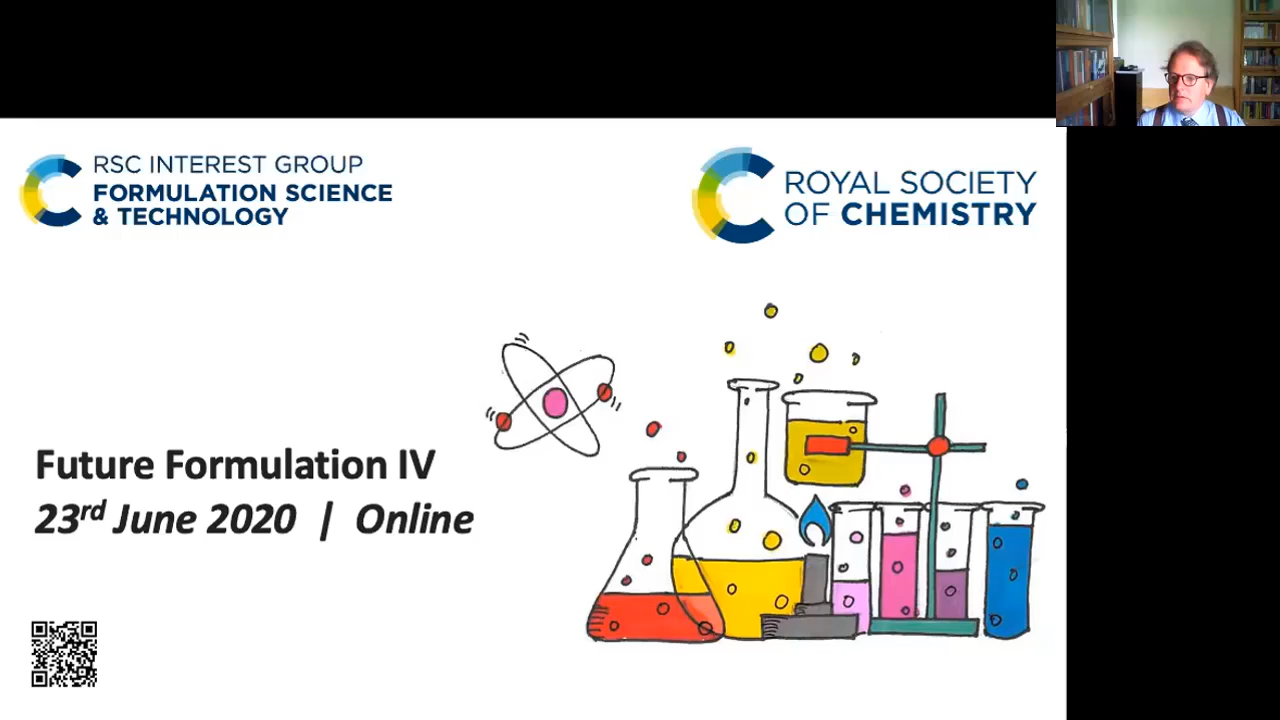 RSC INTEREST GROUP
FORMULATION SCIENCE
& TECHNOLOGY
ROYAL SOCIETY
OF CHEMISTRY
Future Formulation IV
23rd June 2020 | Online